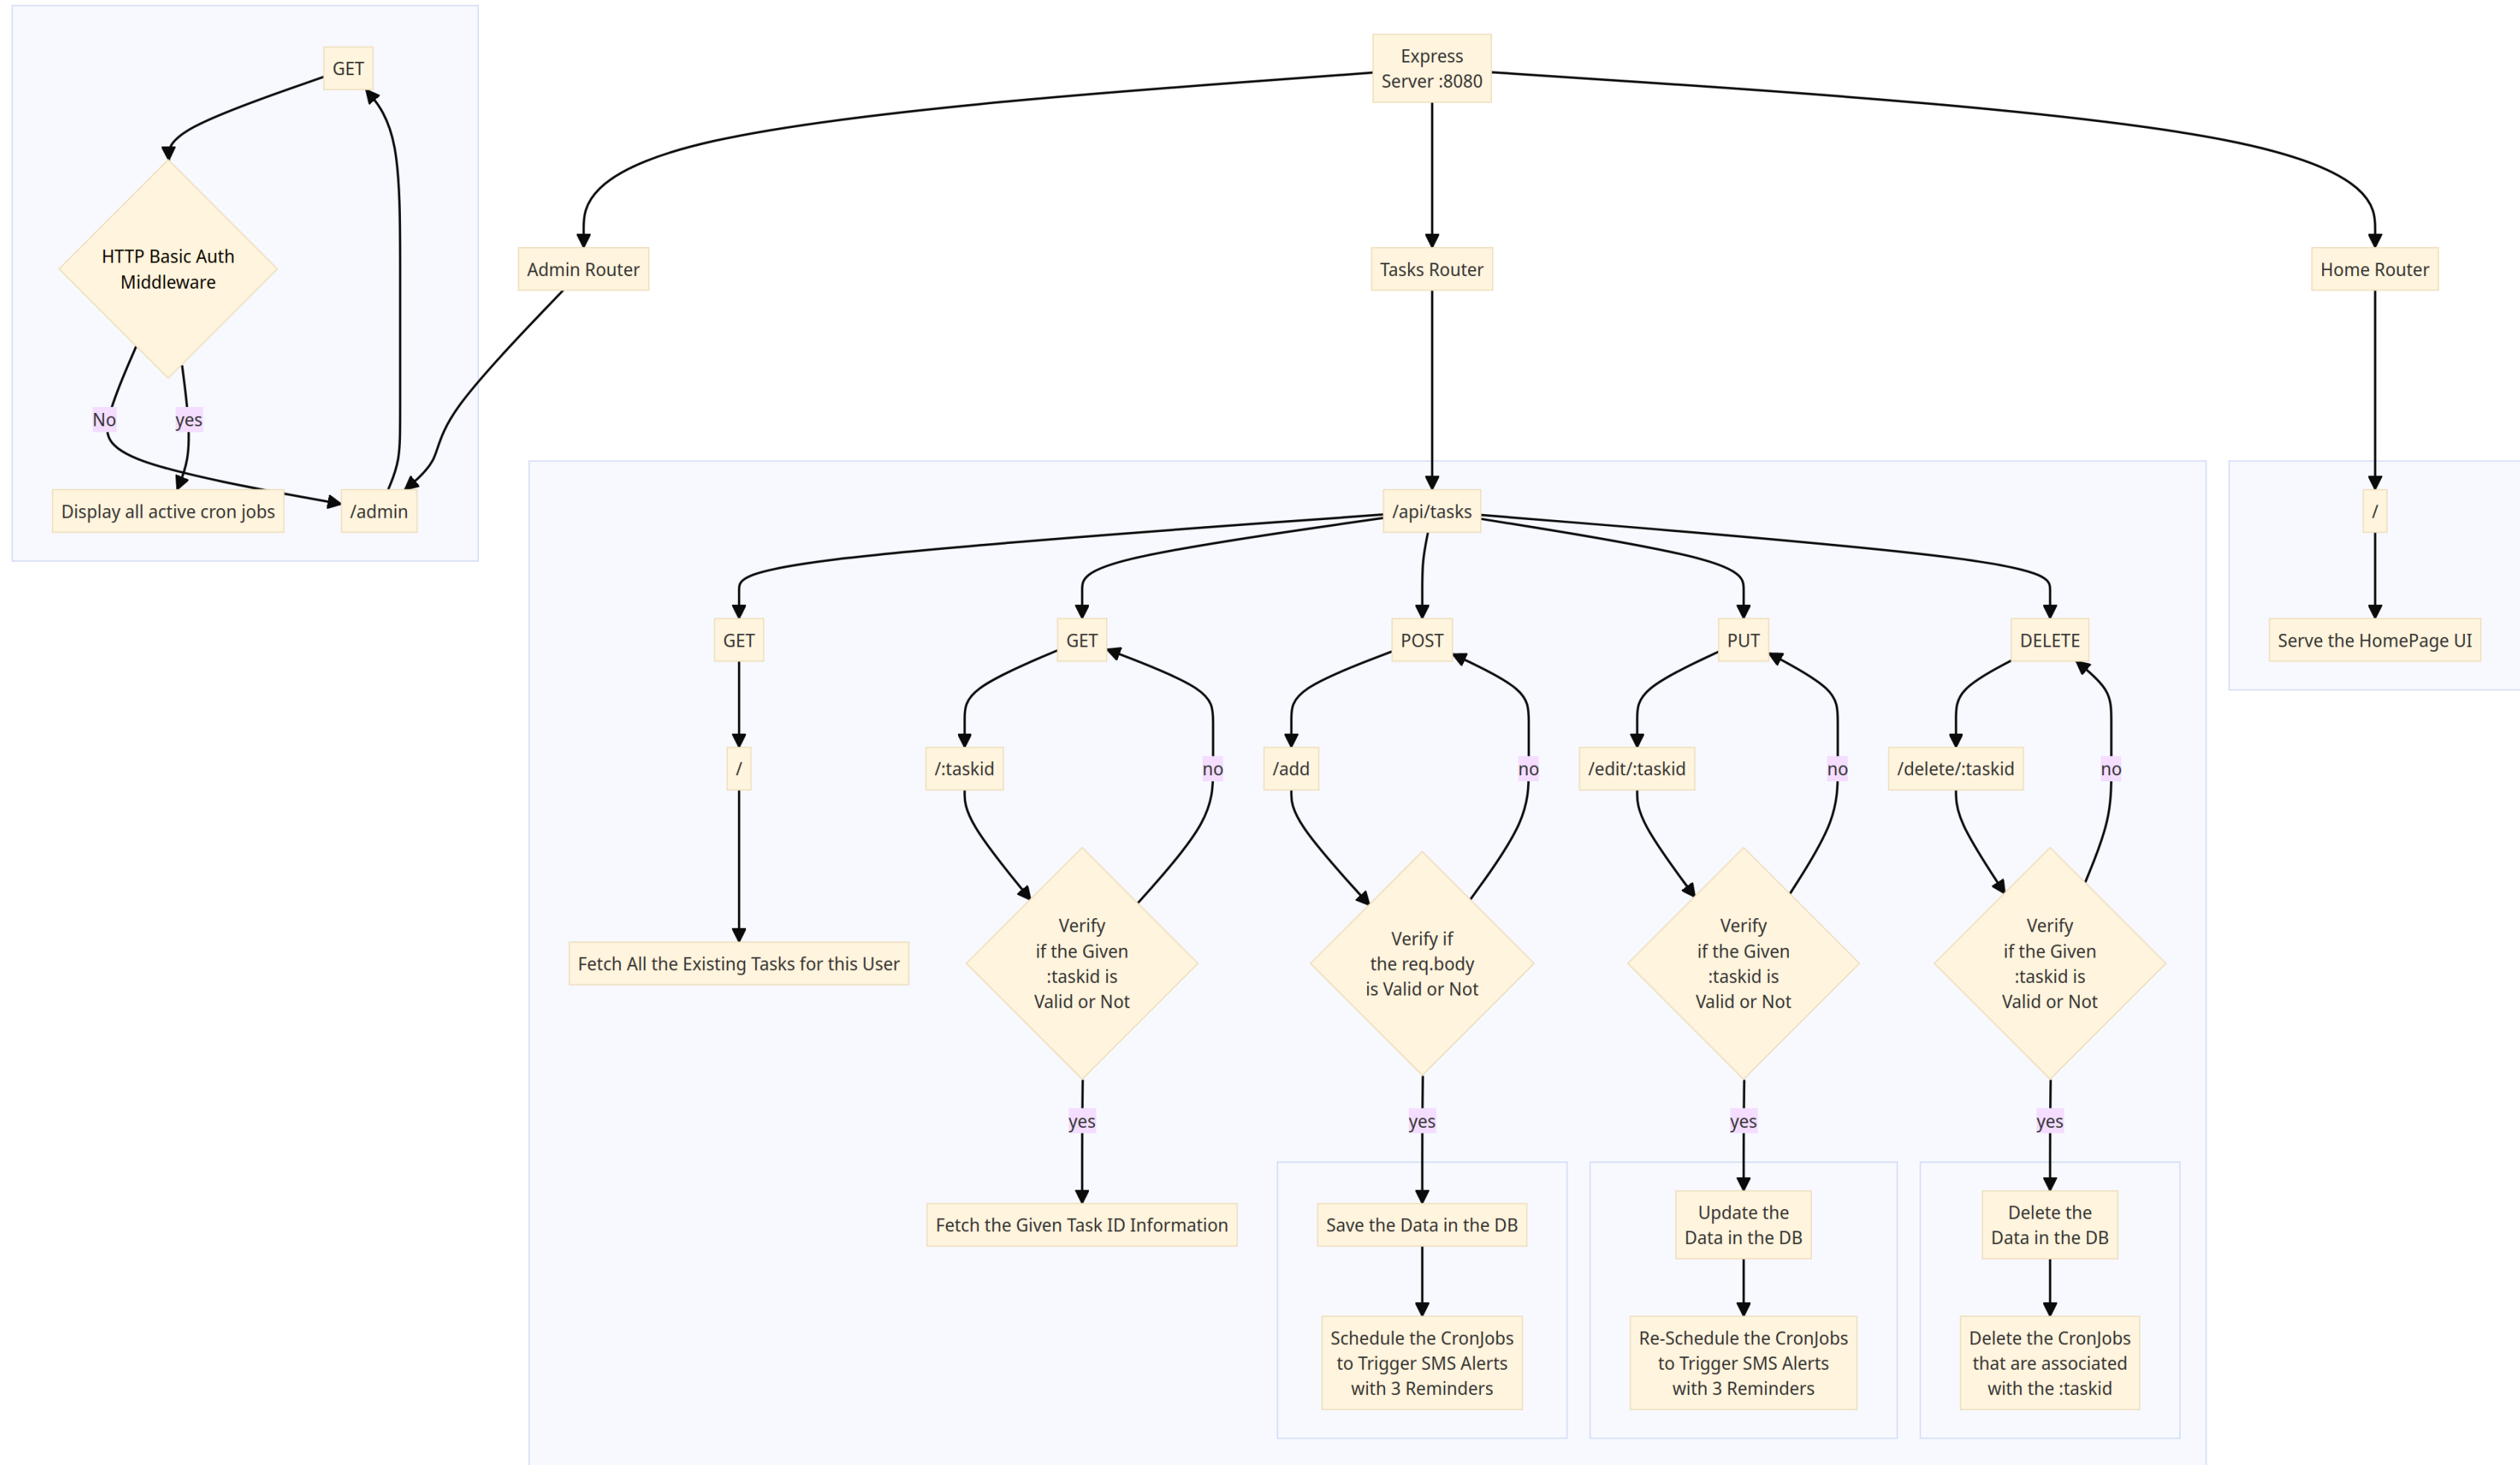 Express
Server :8080
GET
HTTP Basic Auth
Middleware
No
yes
Display all active cron jobs
/admin
Admin Router
Tasks Router
Home Router
/api/tasks
/
Serve the HomePage UI
GET
GET
POST
PUT
DELETE
/
/:taskid
no
/add
no
/edit/:taskid
no
/delete/:taskid
no
Fetch All the Existing Tasks for this User
Verify
if the Given
:taskid is
Valid or Not
Verify if
the req.body
is Valid or Not
Verify
if the Given
:taskid is
Valid or Not
Verify
if the Given
:taskid is
Valid or Not
yes
yes
yes
yes
Fetch the Given Task ID Information
Save the Data in the DB
Update the
Data in the DB
Delete the
Data in the DB
Schedule the CronJobs
to Trigger SMS Alerts
with 3 Reminders
Re-Schedule the CronJobs
to Trigger SMS Alerts
with 3 Reminders
Delete the CronJobs
that are associated
with the :taskid